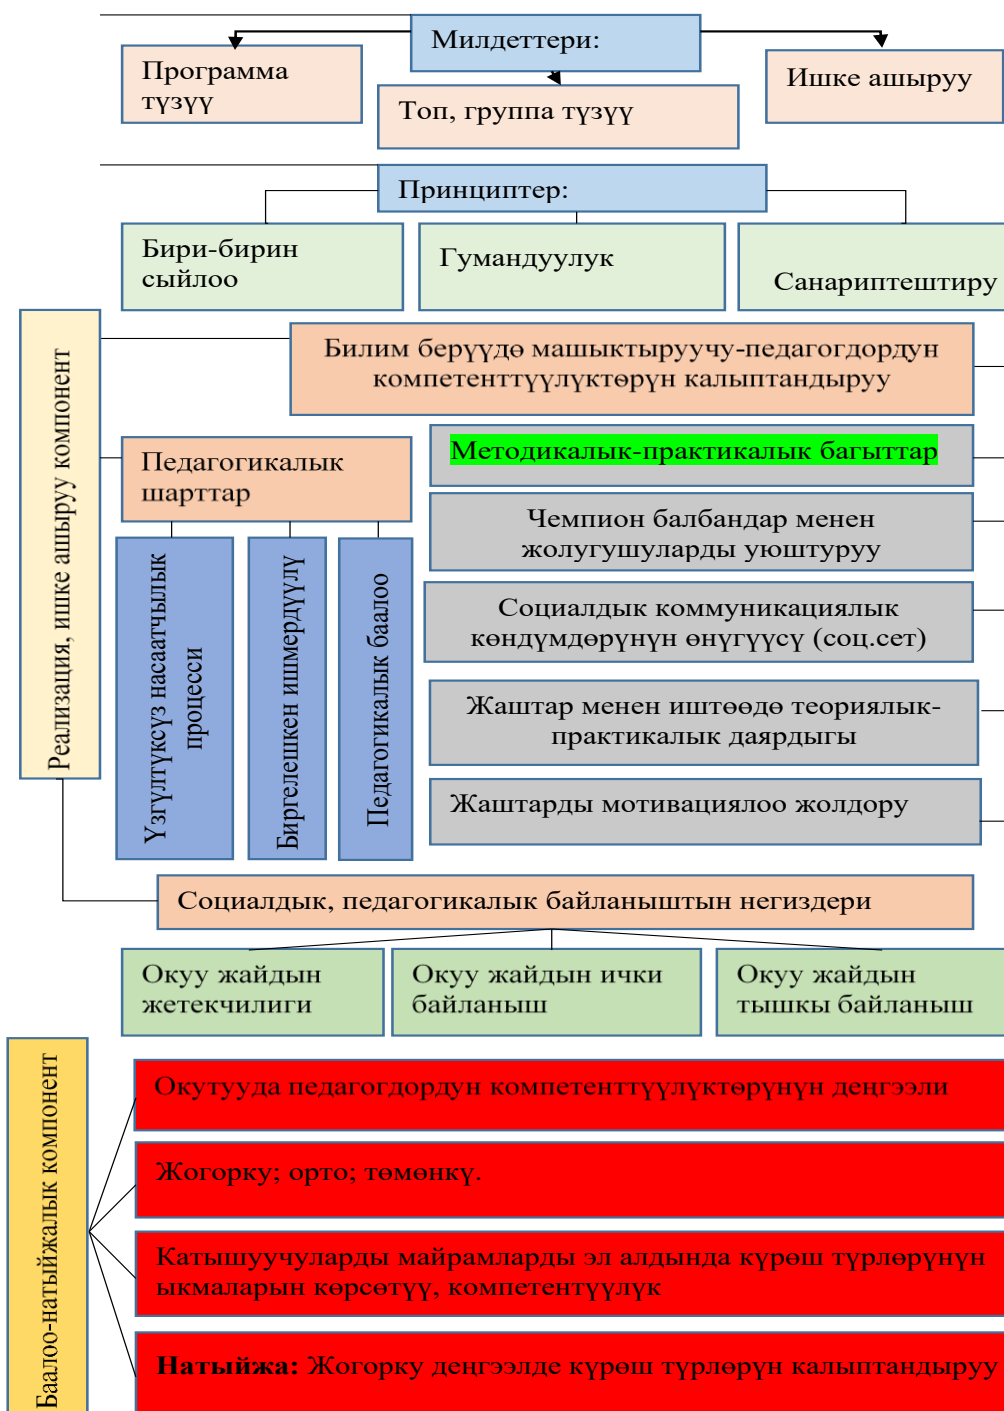 Милдеттери:
Программа
түзүү
Топ, группа түзүү
Ишке ашыруу
Принциптер:
Бири-бирин
сыйлоо
Гумандуулук
Санариптештирү
Реализация, ишке ашыруу компонент
Билим берүүдө машыктыруучу-педагогдордун
компетенттүүлүктөрүн калыптандыруу
Педагогикалык
шарттар
Үзгүлтүксүз насаатчылык
процесси
Биргелешкен ишмердүүлү
Педагогикалык баалоо
Методикалык-практикалык багыттар
Чемпион балбандар менен
жолугушуларды уюштуруу
Социалдык коммуникациялык
көндүмдөрүнүн өнүгүүсү (соц.сет)
Жаштар менен иштөөдө теориялык-
практикалык даярдыгы
Жаштарды мотивациялоо жолдору
Социалдык, педагогикалык байланыштын негиздери
Окуу жайдын
жетекчилиги
Окуу жайдын ички
байланыш
Окуу жайдын
тышкы байланыш
Баалоо-натыйжалык компонент
Окутууда педагогдордун компетенттүүлүктөрүнүн деңгээли
Жогорку; орто; төмөнкү.
Катышуучуларды майрамларды эл алдында күрөш түрлөрүнүн
ыкмаларын көрсөтүү, компетентүүлүк
Натыйжа: Жогорку деңгээлде күрөш түрлөрүн калыптандыруу